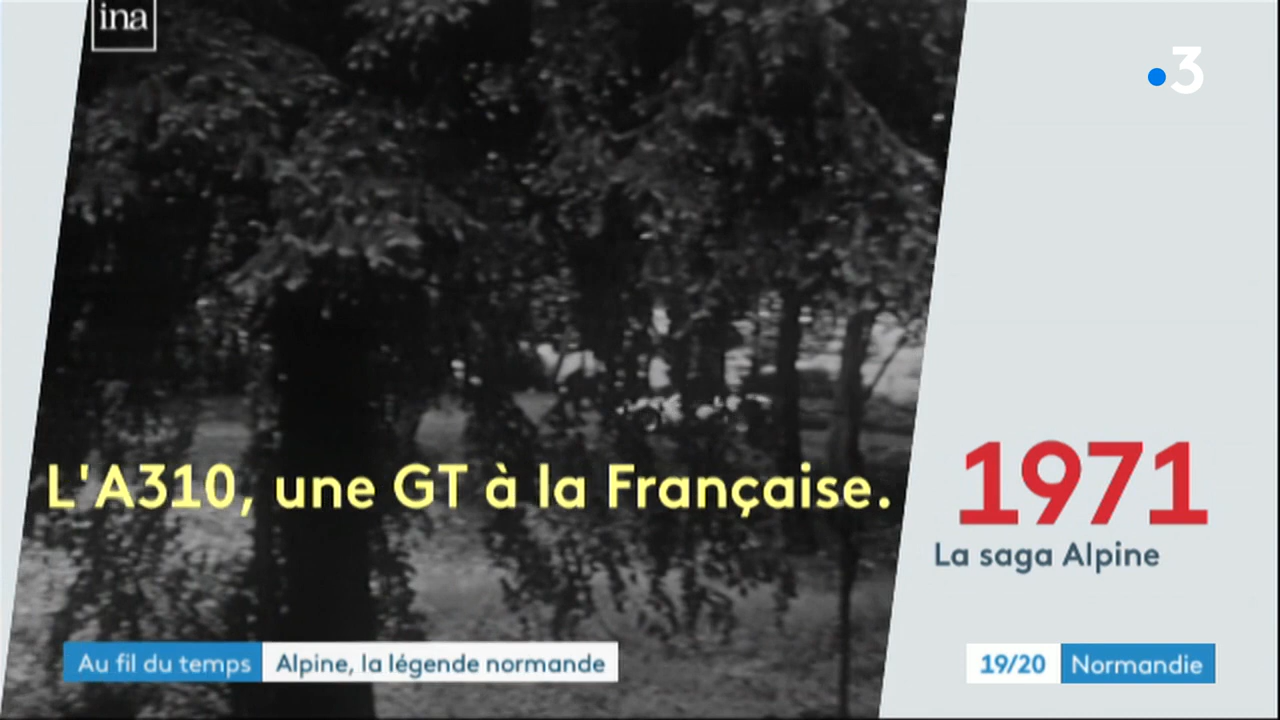 ina
3
L'A310, une GT à la Française.
1971
La saga Alpine
Au fil du temps
Alpine, la légende normande
19/20
Normandie